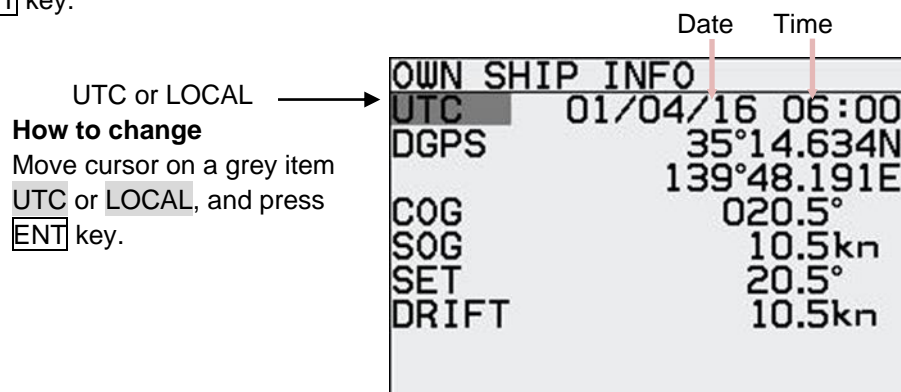 key.
Date Time
UTC or LOCAL
How to change
Move cursor on a grey item
UTC or LOCAL, and press
ENT key.
OWN SHIP INFO
UTC 01/04/16 06:00
DGPS 35°14.634N
139°48.191E
COG 020.5°
SOG 10.5kn
SET 20.5°
DRIFT 10.5kn